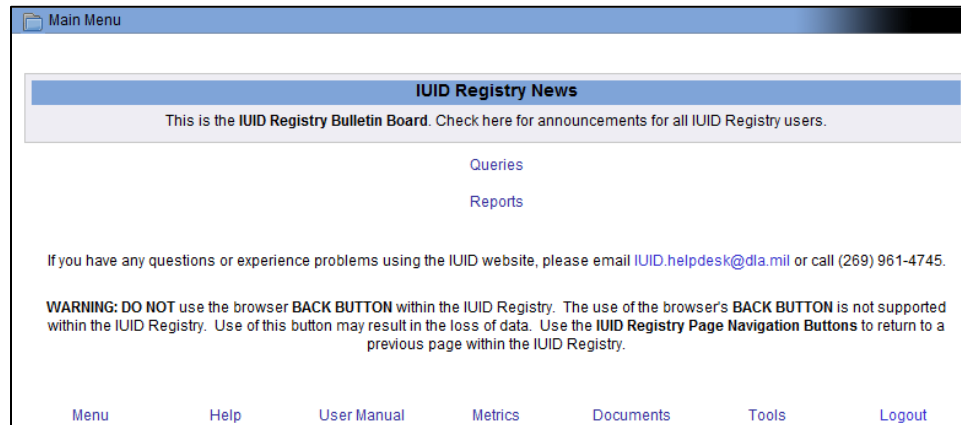 Main Menu
IUID Registry News
This is the IUID Registry Bulletin Board. Check here for announcements for all IUID Registry users.
Queries
Reports
If you have any questions or experience problems using the IUID website, please email IUID.helpdesk@dla.mil or call (269) 961-4745.
WARNING: DO NOT use the browser BACK BUTTON within the IUID Registry. The use of the browser's BACK BUTTON is not supported
within the IUID Registry. Use of this button may result in the loss of data. Use the IUID Registry Page Navigation Buttons to return to a
previous page within the IUID Registry.
Menu Help User Manual Metrics Documents Tools Logout